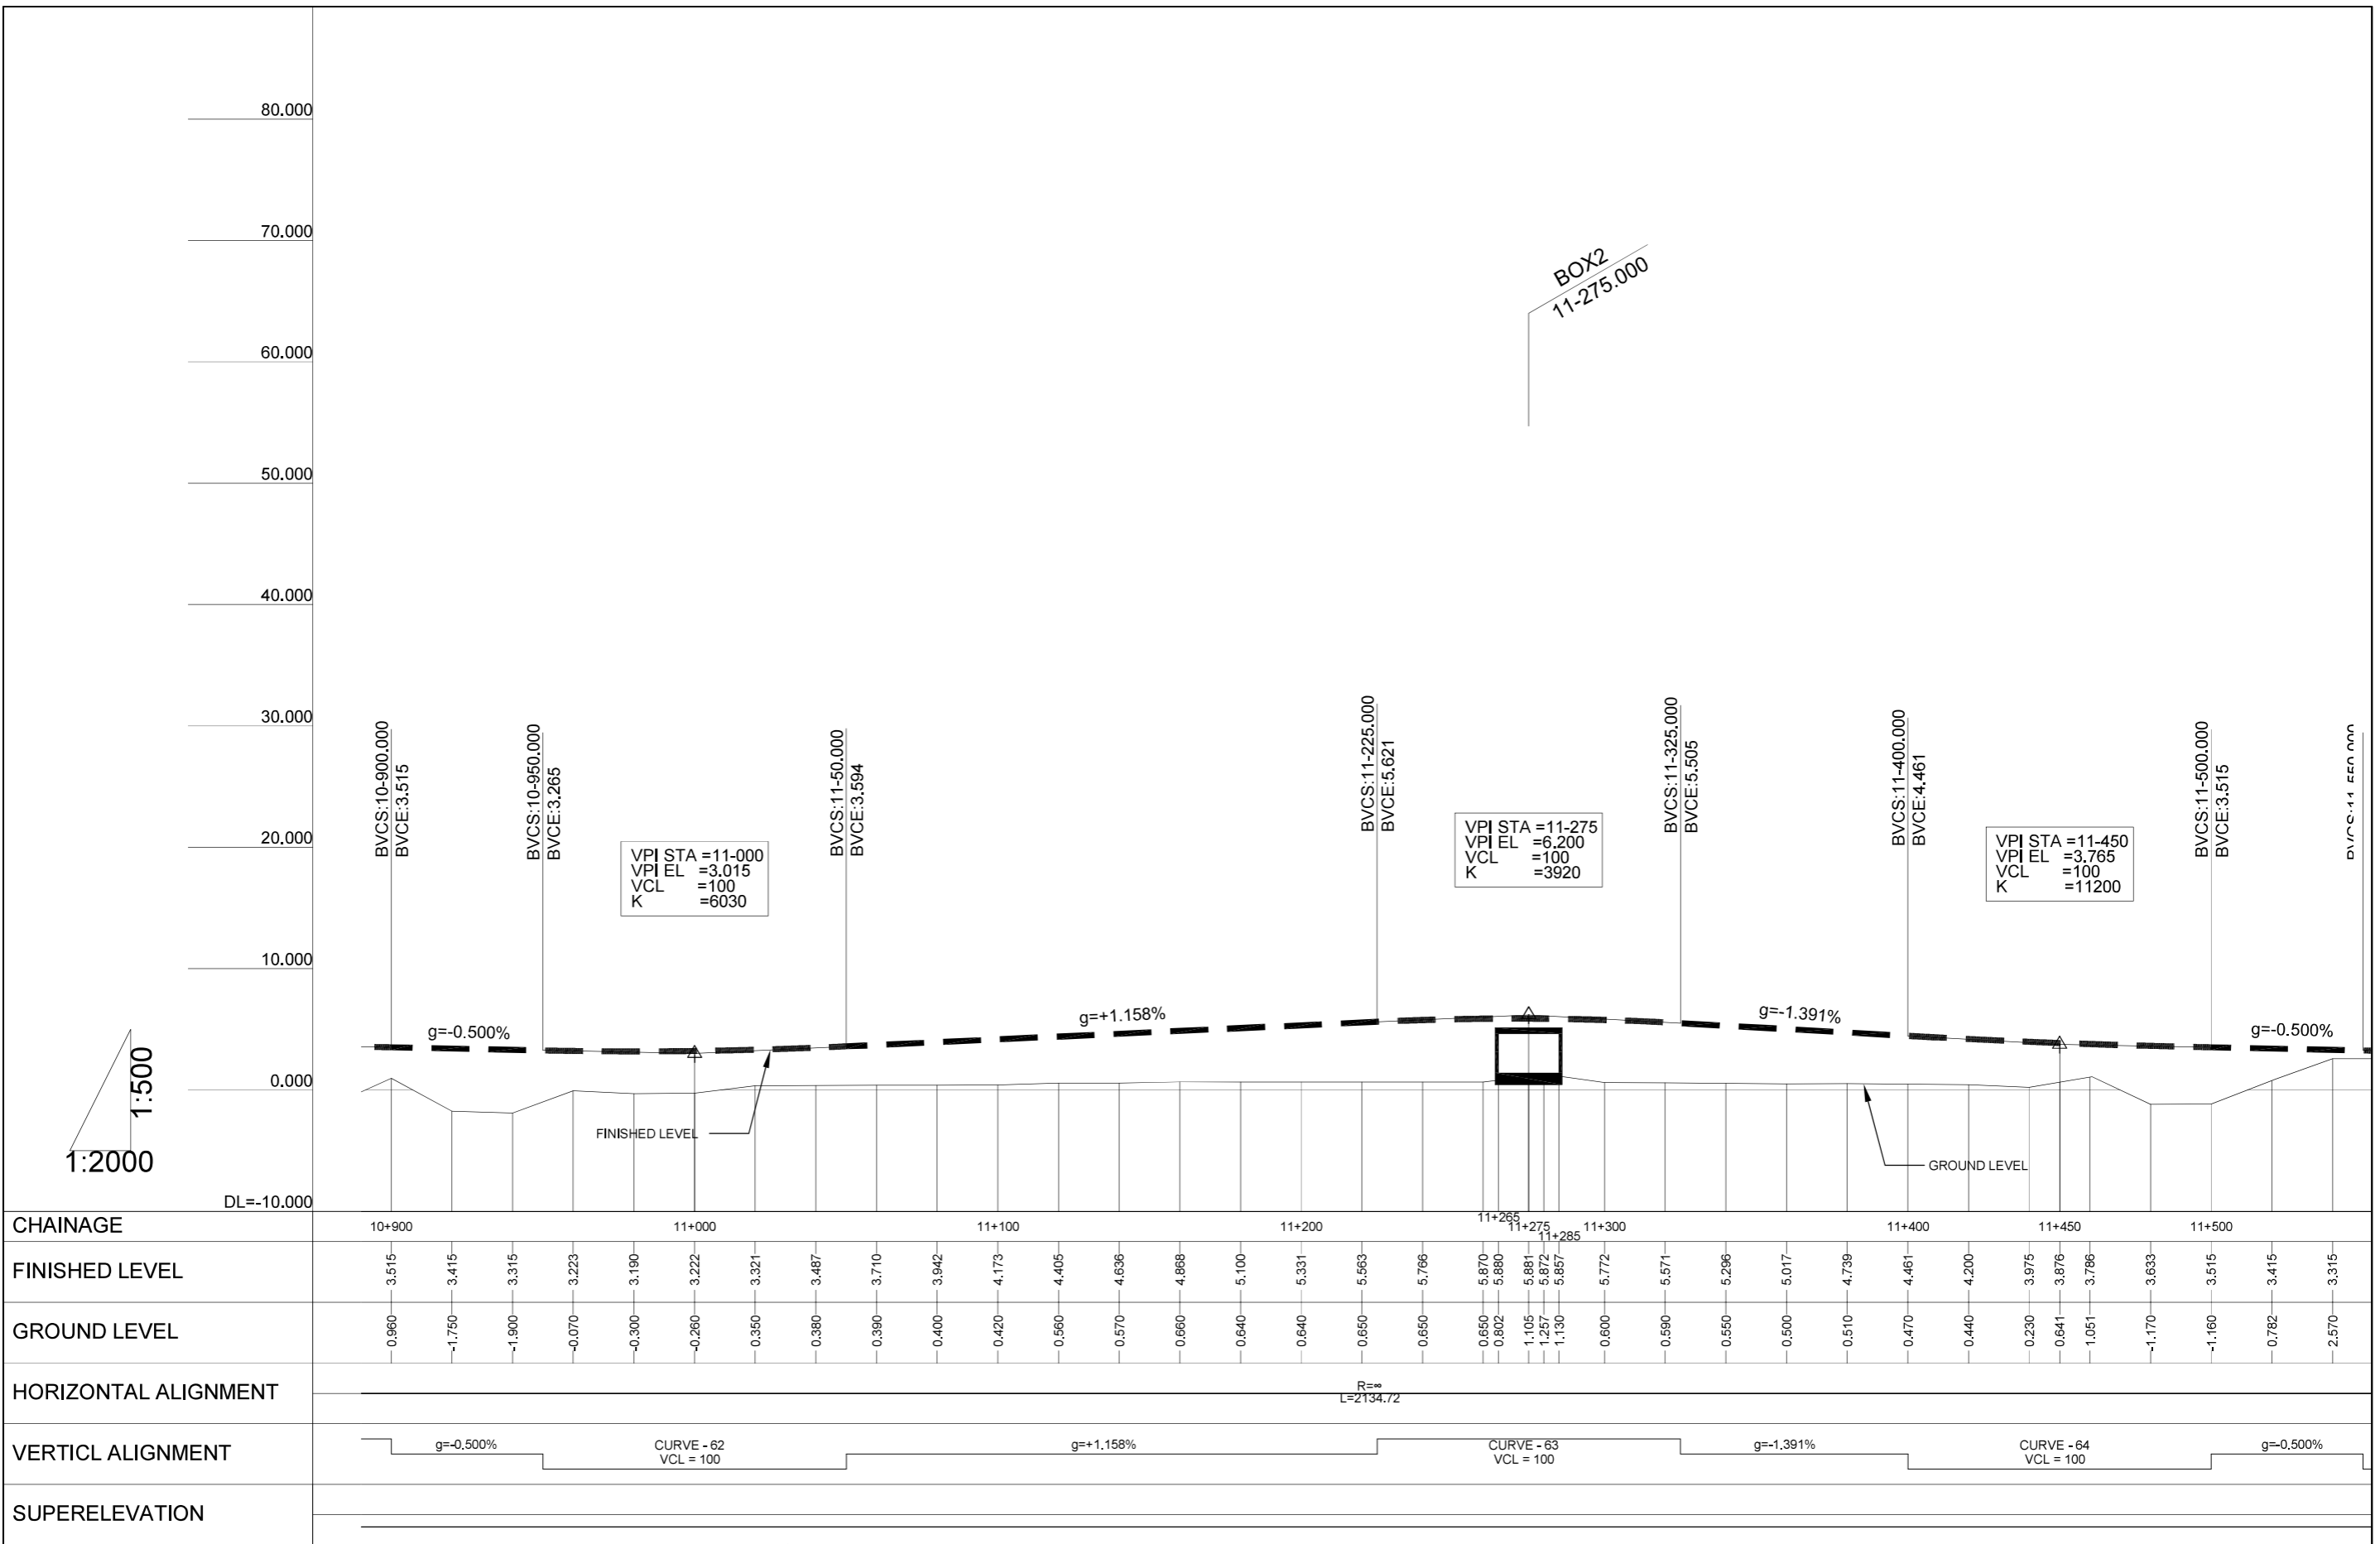 80.000
70.000
60.000
50.000
40.000
30.000
20.000
10.000
0.000
DL=-10.000
1:500
1:2000
BOX2
11-275.000
BVCS:10-900.000
BVCE:3.515
BVCS:10-950.000
BVCE:3.265
VPI STA =11-000
VPI EL =3.015
VCL =100
K =6030
BVCS:11-50.000
BVCE:3.594
BVCS:11-225.000
BVCE:5.621
VPI STA =11-275
VPI EL =6.200
VCL =100
K =3920
BVCS:11-325.000
BVCE:5.505
BVCS:11-400.000
BVCE:4.461
VPI STA =11-450
VPI EL =3.765
VCL =100
K =11200
BVCS:11-500.000
BVCE:3.515
g=-0.500%
g=+1.158%
g=-1.391%
g=-0.500%
FINISHED LEVEL
GROUND LEVEL
CHAINAGE 10+900 11+000 11+100 11+200 11+265 11+275 11+285 11+300 11+400 11+450 11+500
FINISHED LEVEL 3.515 3.415 3.315 3.223 3.190 3.222 3.321 3.487 3.710 3.942 4.173 4.405 4.636 4.868 5.100 5.331 5.563 5.766 5.870 5.880 5.881 5.872 5.857 5.772 5.571 5.296 5.017 4.739 4.461 4.200 3.975 3.876 3.786 3.633 3.515 3.415 3.315
GROUND LEVEL 0.960 -1.750 -1.900 -0.070 -0.300 -0.260 0.350 0.380 0.390 0.400 0.420 0.560 0.570 0.660 0.640 0.640 0.650 0.650 0.650 0.802 1.105 1.257 1.130 0.600 0.590 0.550 0.500 0.510 0.470 0.440 0.230 0.641 1.051 -1.170 -1.160 0.782 2.570
HORIZONTAL ALIGNMENT
R=∞
L=2134.72
VERTICL ALIGNMENT
g=-0.500%
CURVE - 62
VCL = 100
g=+1.158%
CURVE - 63
VCL = 100
g=-1.391%
CURVE - 64
VCL = 100
g=-0.500%
SUPERELEVATION